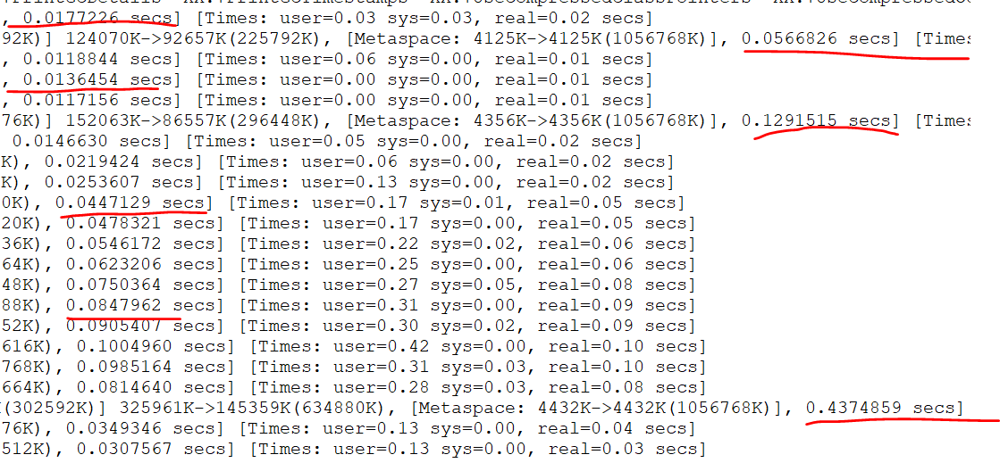 , 0.0177226 secs] [Times: user=0.03 sys=0.03, real=0.02 secs]
92K)] 124070K->92657K(225792K), [Metaspace: 4125K->4125K(1056768K)], 0.0566826 secs] [Times
, 0.0118844 secs] [Times: user=0.06 sys=0.00, real=0.01 secs]
, 0.0136454 secs] [Times: user=0.00 sys=0.00, real=0.01 secs]
, 0.0117156 secs] [Times: user=0.00 sys=0.00, real=0.01 secs]
76K)] 152063K->86557K(296448K), [Metaspace: 4356K->4356K(1056768K)], 0.1291515 secs] [Times
0.0146630 secs] [Times: user=0.05 sys=0.00, real=0.02 secs]
K), 0.0219424 secs] [Times: user=0.06 sys=0.00, real=0.02 secs]
K), 0.0253607 secs] [Times: user=0.13 sys=0.00, real=0.02 secs]
0K), 0.0447129 secs] [Times: user=0.17 sys=0.01, real=0.05 secs]
20K), 0.0478321 secs] [Times: user=0.17 sys=0.00, real=0.05 secs]
36K), 0.0546172 secs] [Times: user=0.22 sys=0.02, real=0.06 secs]
64K), 0.0623206 secs] [Times: user=0.25 sys=0.00, real=0.06 secs]
48K), 0.0750364 secs] [Times: user=0.27 sys=0.05, real=0.08 secs]
88K), 0.0847962 secs] [Times: user=0.31 sys=0.00, real=0.09 secs]
52K), 0.0905407 secs] [Times: user=0.30 sys=0.02, real=0.09 secs]
616K), 0.1004960 secs] [Times: user=0.42 sys=0.00, real=0.10 secs]
768K), 0.0985164 secs] [Times: user=0.31 sys=0.03, real=0.10 secs]
664K), 0.0814640 secs] [Times: user=0.28 sys=0.03, real=0.08 secs]
(302592K)] 325961K->145359K(634880K), [Metaspace: 4432K->4432K(1056768K)], 0.4374859 secs]
76K), 0.0349346 secs] [Times: user=0.13 sys=0.00, real=0.04 secs]
512K), 0.0307567 secs] [Times: user=0.13 sys=0.00, real=0.03 secs]